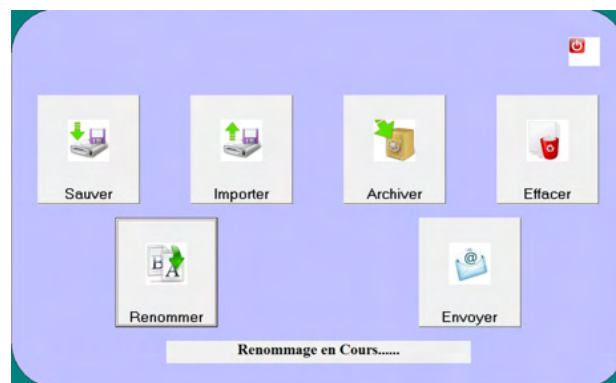 Sauver
Importer
Archiver
Effacer
B A
Renommer
@
Envoyer
Renommage en Cours......